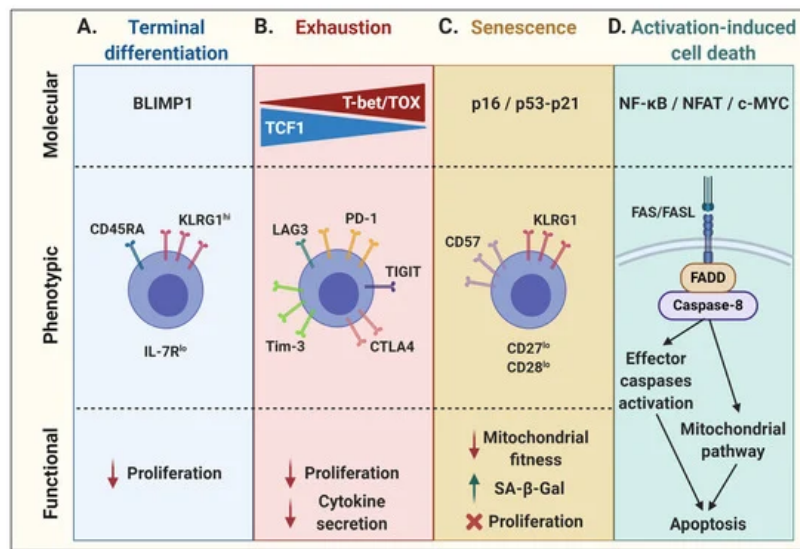 A. Terminal
differentiation
B. Exhaustion
C. Senescence
D. Activation-induced
cell death
Molecular
BLIMP1
T-bet/TOX
TCF1
p16 / p53-p21
NF-κB / NFAT / c-MYC
Phenotypic
CD45RA
KLRG1hi
IL-7Rlo
LAG3
PD-1
TIGIT
Tim-3
CTLA4
CD57
KLRG1
CD27lo
CD28lo
FAS/FASL
FADD
Caspase-8
Effector
caspases
activation
Mitochondrial
pathway
Apoptosis
Functional
Proliferation
Proliferation
Cytokine
secretion
Mitochondrial
fitness
SA-β-Gal
Proliferation